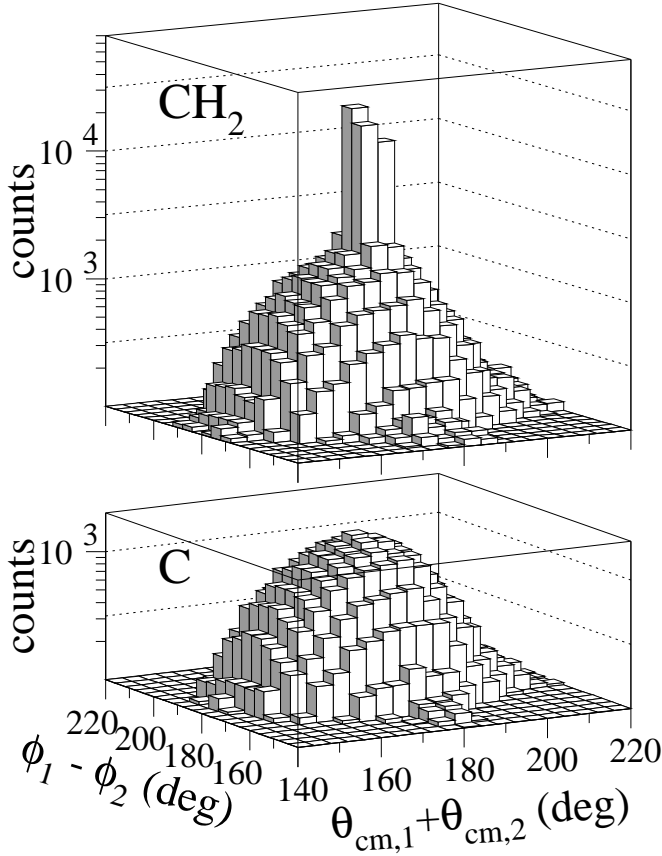 CH2
counts
10 4
10 3
C
counts
10 3
220 200 180 160 140
160 180 200 220
ϕ1 - ϕ2 (deg)
θcm,1+θcm,2 (deg)